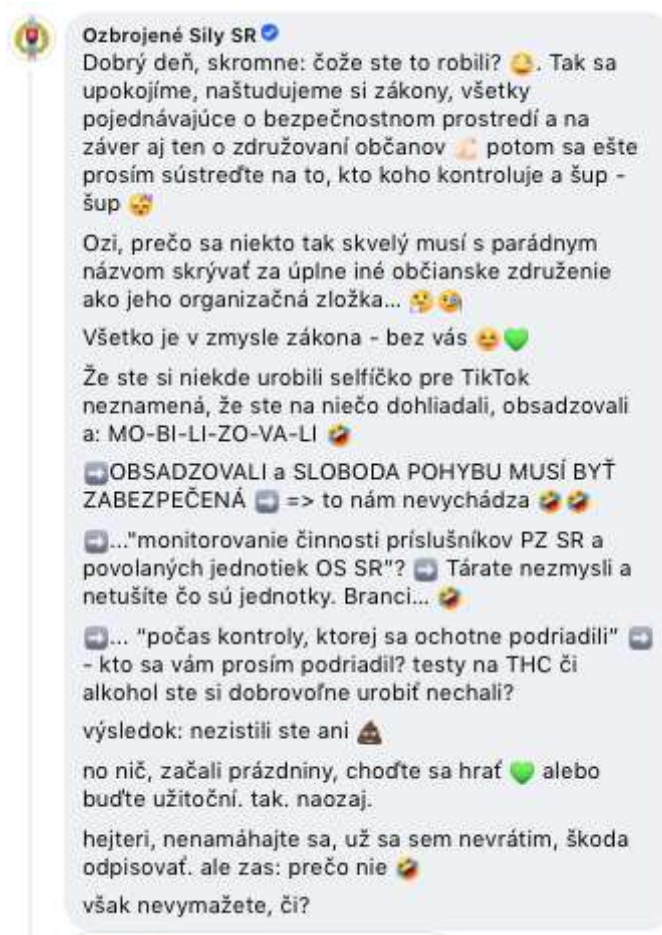 Ozbrojené Sily SR
Dobrý deň, skromne: čože ste to robili? 🤩. Tak sa
upokojíme, naštudujeme si zákony, všetky
pojednávajúce o bezpečnostnom prostredí a na
záver aj ten o združovaní občanov 💪🏻 potom sa ešte
prosím sústreďte na to, kto koho kontroluje a šup -
šup 😴
Ozi, prečo sa niekto tak skvelý musí s parádnym
názvom skrývať za úplne iné občianske združenie
ako jeho organizačná zložka... 🤔🧐
Všetko je v zmysle zákona - bez vás 😆💚
Že ste si niekde urobili selfíčko pre TikTok
neznamená, že ste na niečo dohliadali, obsadzovali
a: MO-BI-LI-ZO-VA-LI 🤣
➡️OBSADZOVALI a SLOBODA POHYBU MUSÍ BYŤ
ZABEZPEČENÁ ➡️ => to nám nevychádza 🤣🤣
➡️..."monitorovanie činnosti príslušníkov PZ SR a
povolaných jednotiek OS SR"? ➡️ Tárate nezmysli a
netušíte čo sú jednotky. Branci... 🤣
➡️... "počas kontroly, ktorej sa ochotne podriadili" ➡️
- kto sa vám prosím podriadil? testy na THC či
alkohol ste si dobrovoľne urobiť nechali?
výsledok: nezistili ste ani 💩
no nič, začali prázdniny, choďte sa hrať 💚 alebo
buďte užitoční. tak. naozaj.
hejteri, nenamáhajte sa, už sa sem nevrátim, škoda
odpisovať. ale zas: prečo nie 🤣
však nevymažete, či?